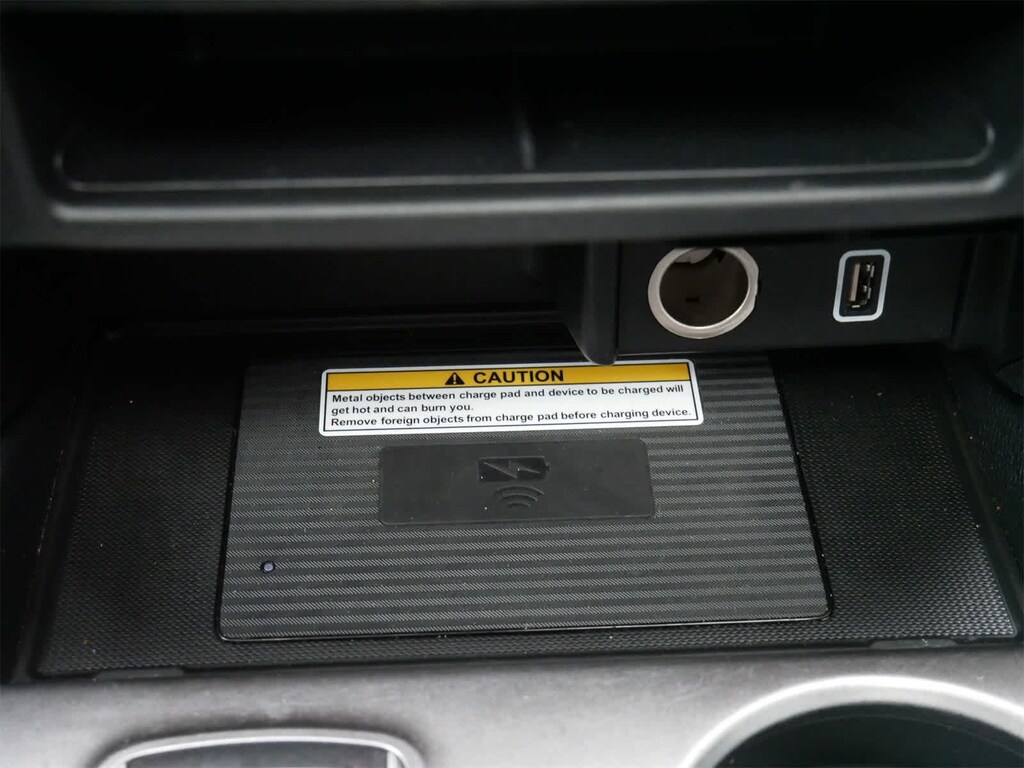 CAUTION
Metal objects between charge pad and device to be charged will
get hot and can burn you.
Remove foreign objects from charge pad before charging device.